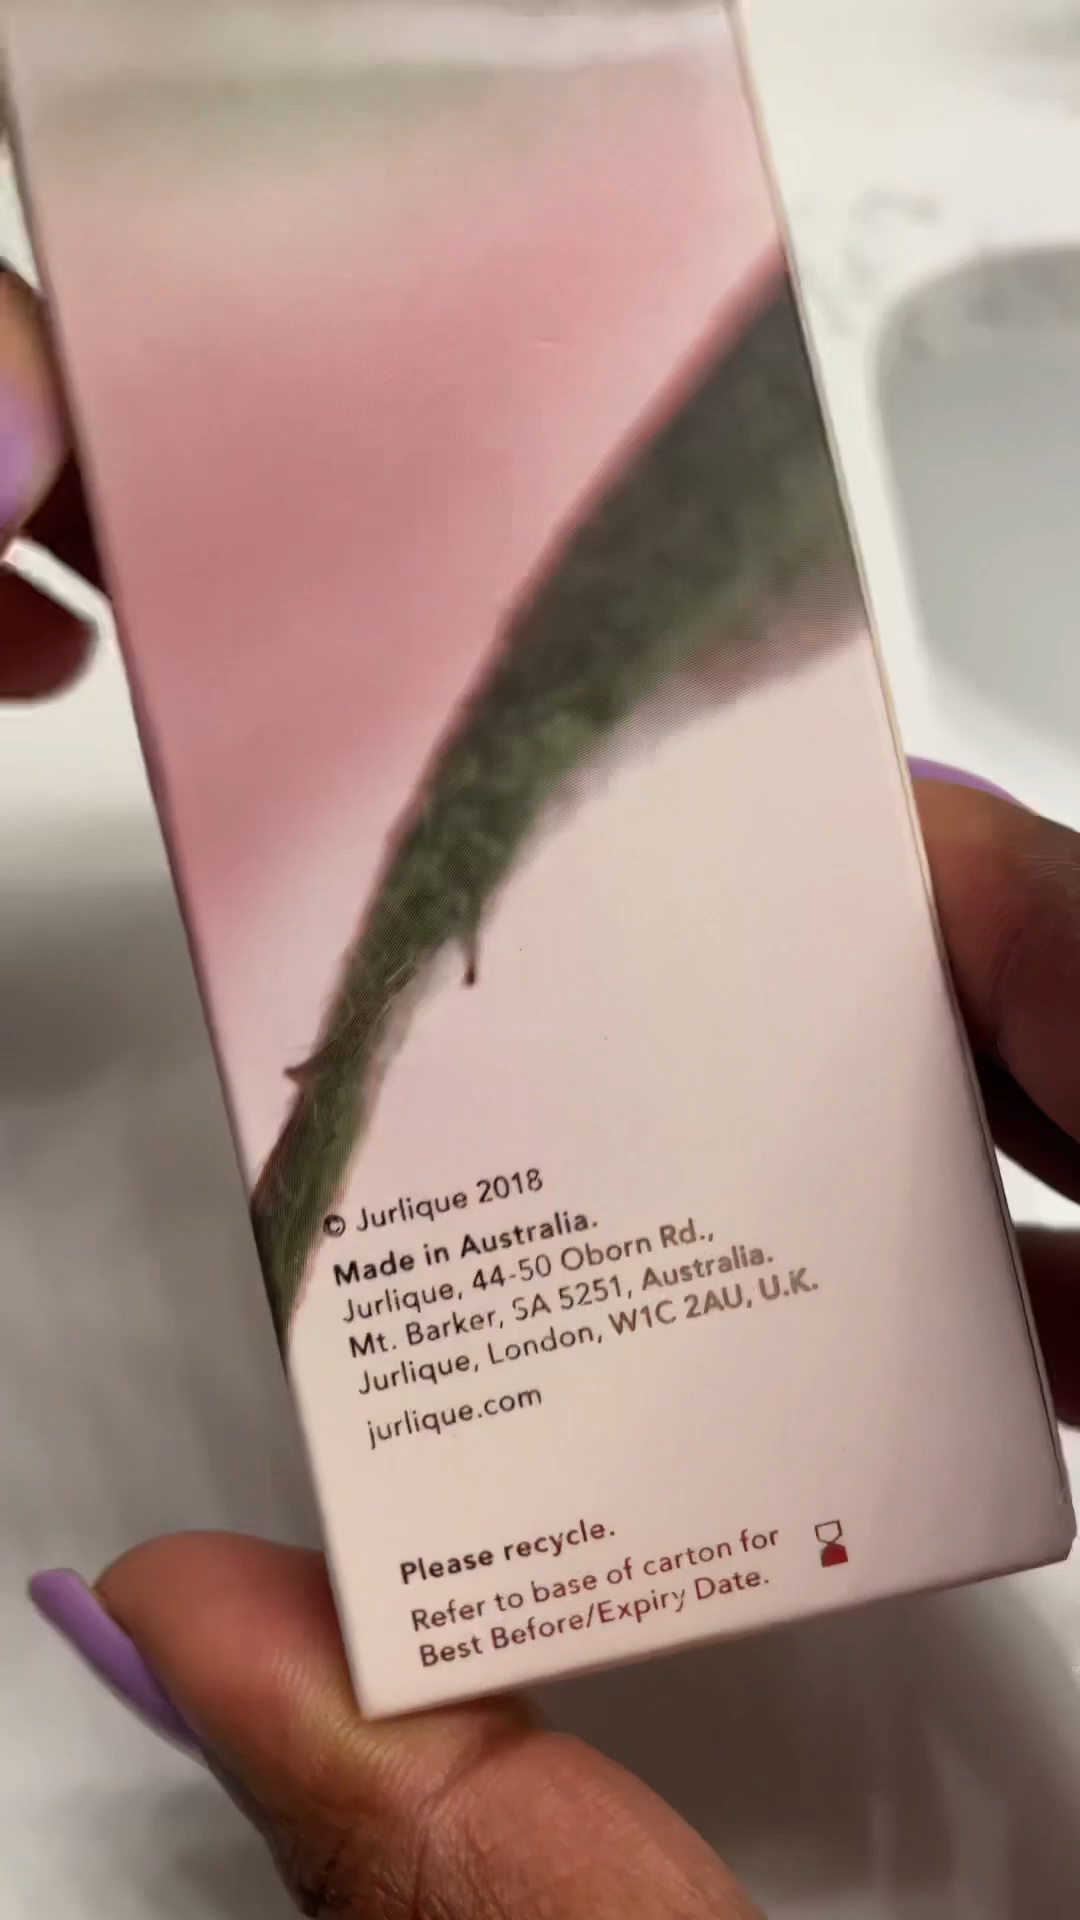 © Jurlique 2018
Made in Australia.
Jurlique, 44-50 Oborn Rd.,
Mt. Barker, SA 5251, Australia.
Jurlique, London, W1C 2AU, U.K.
jurlique.com
Please recycle.
Refer to base of carton for
Best Before/Expiry Date.